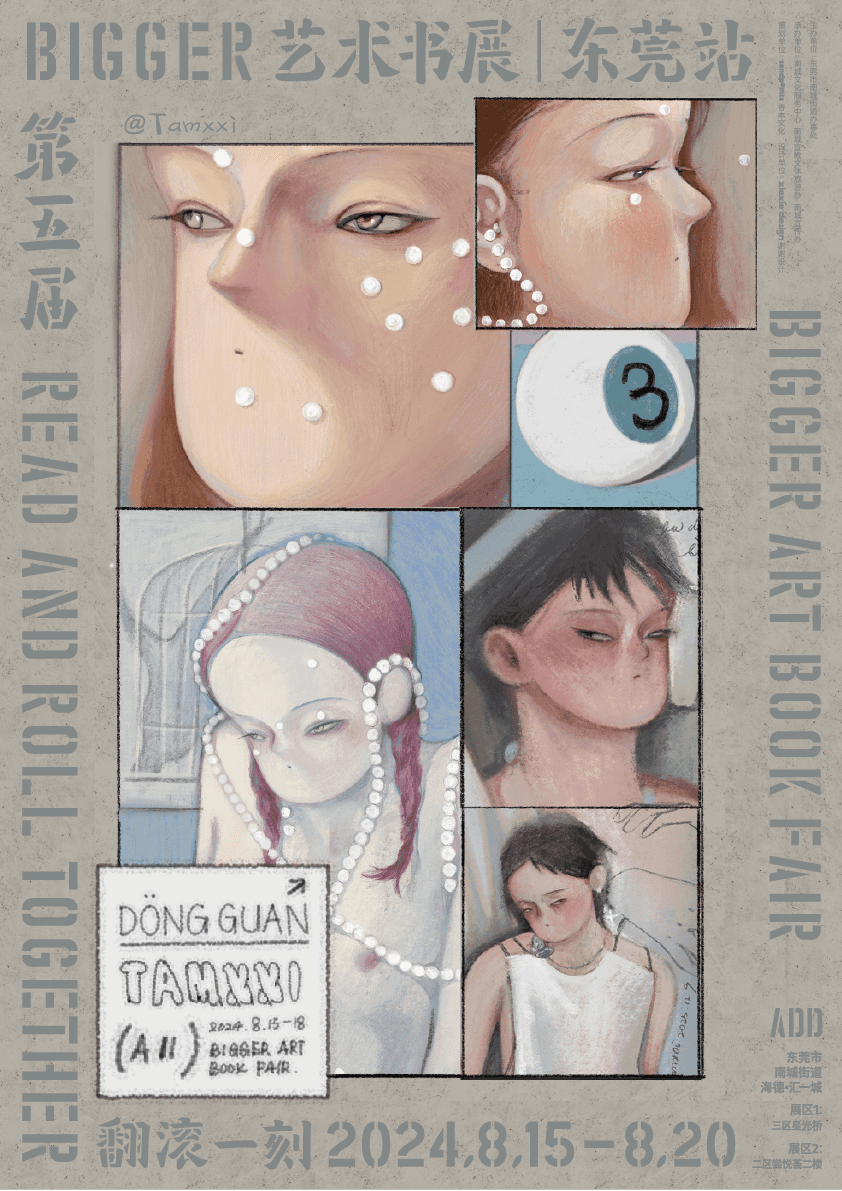 BIGGER 艺术书展|东莞站
@Tamxxi
第五届
READ AND ROLL TOGETHER
BIGGER ART BOOK FAIR
3
DÖNG GUAN
TAMXXI
(A11)
2024.8.15-18
BIGGER ART
BOOK FAIR.
ADD
东莞市
南城街道
海德·汇一城
展区1:
三区星光桥
展区2:
二区尝悦荟二楼
翻滚一刻 2024.8.15-8.20